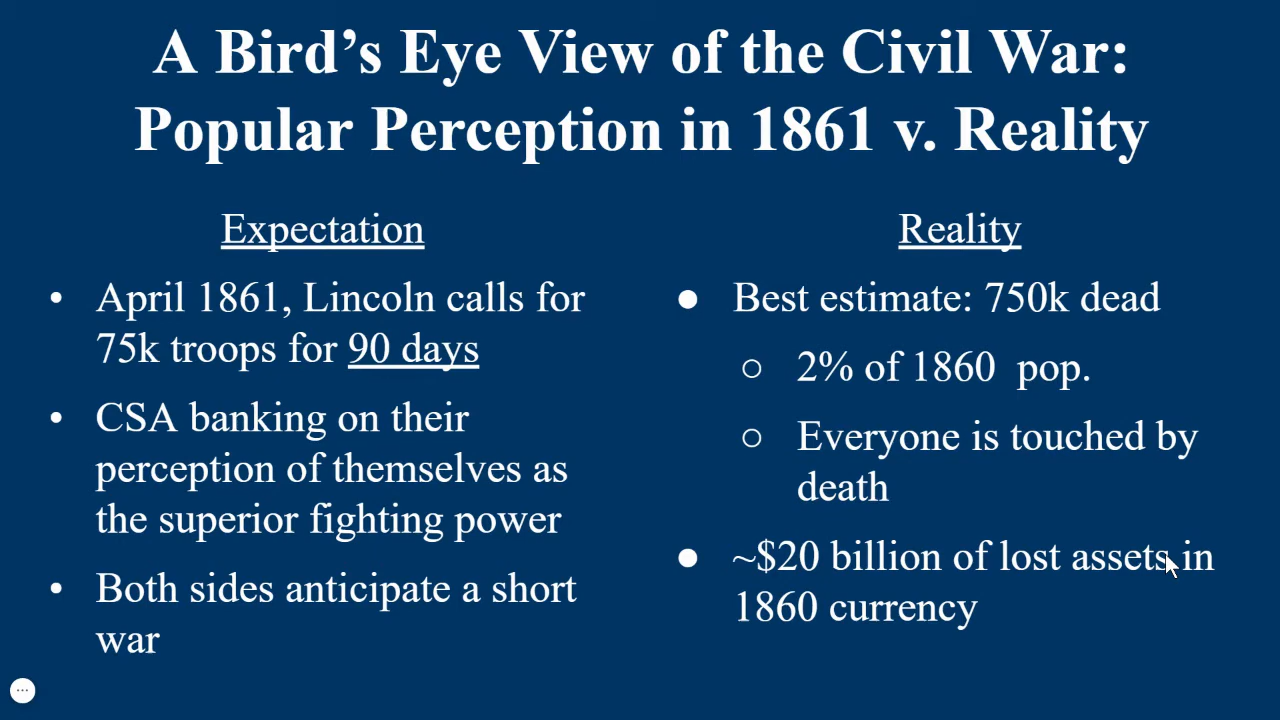 A Bird’s Eye View of the Civil War:
Popular Perception in 1861 v. Reality
Expectation
• April 1861, Lincoln calls for
75k troops for 90 days
• CSA banking on their
perception of themselves as
the superior fighting power
• Both sides anticipate a short
war
Reality
● Best estimate: 750k dead
○ 2% of 1860  pop.
○ Everyone is touched by
death
● ~$20 billion of lost assets in
1860 currency